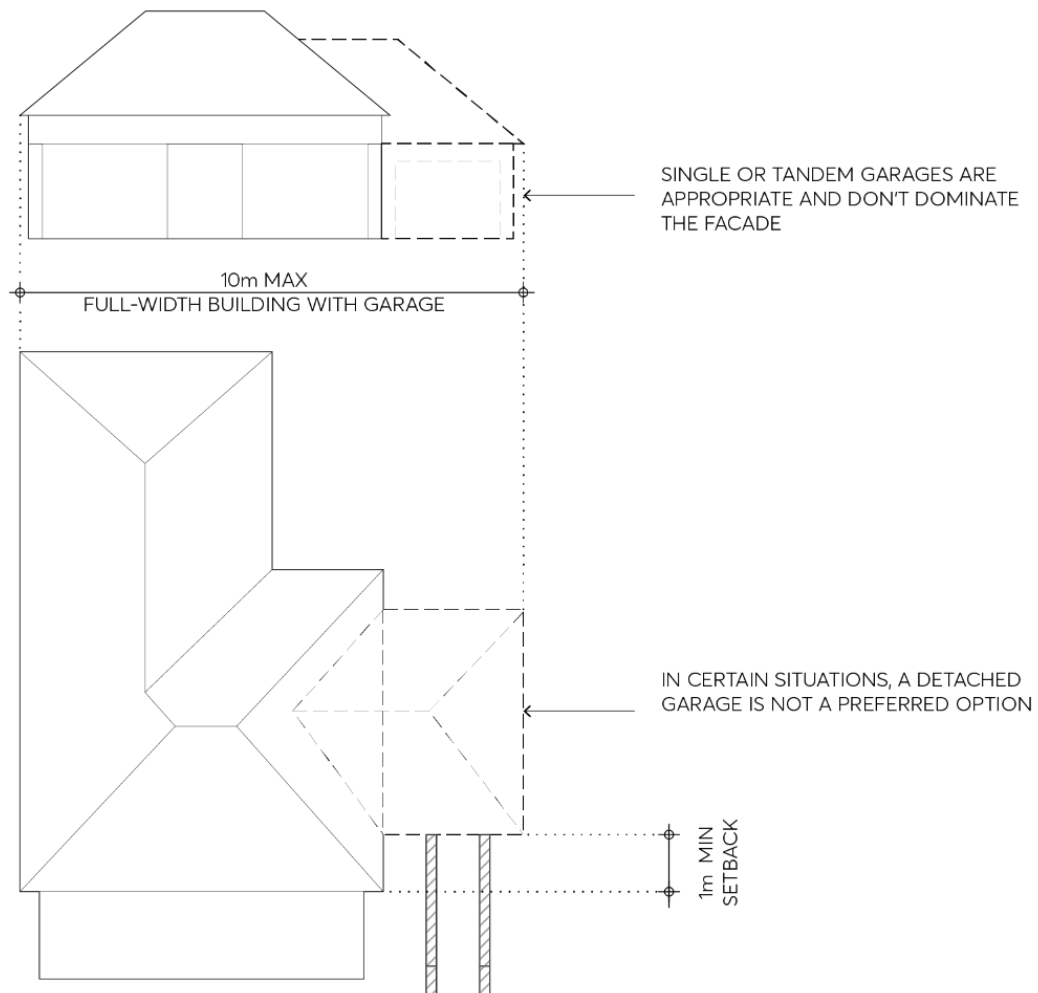 SINGLE OR TANDEM GARAGES ARE
APPROPRIATE AND DON'T DOMINATE
THE FACADE
10m MAX
FULL-WIDTH BUILDING WITH GARAGE
IN CERTAIN SITUATIONS, A DETACHED
GARAGE IS NOT A PREFERRED OPTION
1m MIN
SETBACK